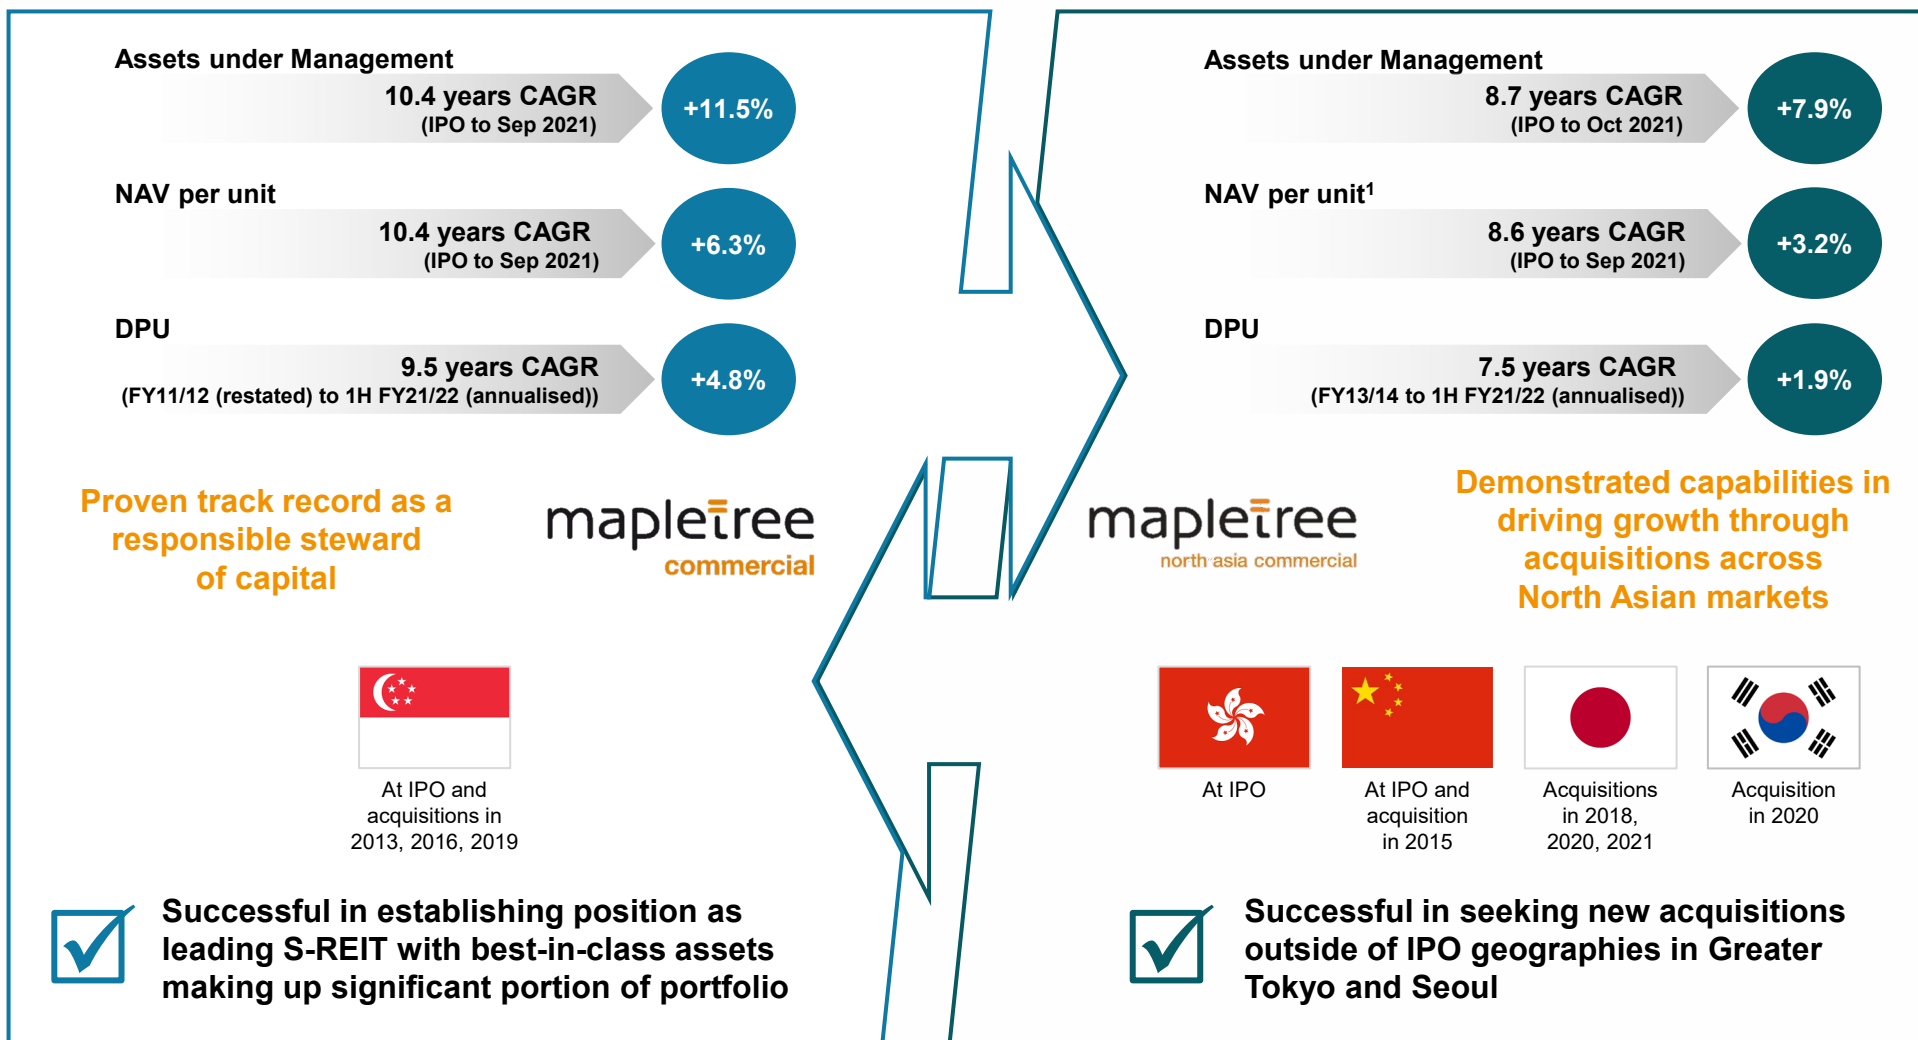 Assets under Management
10.4 years CAGR
(IPO to Sep 2021)
+11.5%
NAV per unit
10.4 years CAGR
(IPO to Sep 2021)
+6.3%
DPU
9.5 years CAGR
(FY11/12 (restated) to 1H FY21/22 (annualised))
+4.8%
Proven track record as a
responsible steward
of capital
mapletree
commercial
At IPO and
acquisitions in
2013, 2016, 2019
Successful in establishing position as
leading S-REIT with best-in-class assets
making up significant portion of portfolio
Assets under Management
8.7 years CAGR
(IPO to Oct 2021)
+7.9%
NAV per unit¹
8.6 years CAGR
(IPO to Sep 2021)
+3.2%
DPU
7.5 years CAGR
(FY13/14 to 1H FY21/22 (annualised))
+1.9%
mapletree
north asia commercial
Demonstrated capabilities in
driving growth through
acquisitions across
North Asian markets
At IPO
At IPO and
acquisition
in 2015
Acquisitions
in 2018,
2020, 2021
Acquisition
in 2020
Successful in seeking new acquisitions
outside of IPO geographies in Greater
Tokyo and Seoul